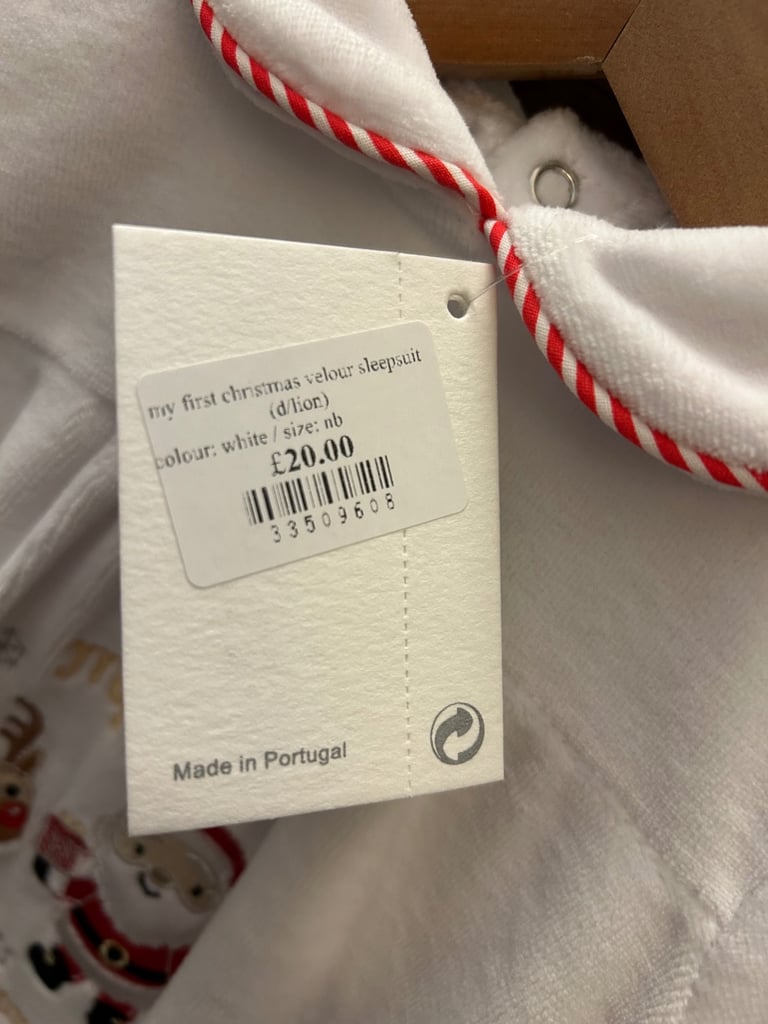 my first christmas velour sleepsuit
(d/lion)
colour: white / size: nb
£20.00
33509608
Made in Portugal